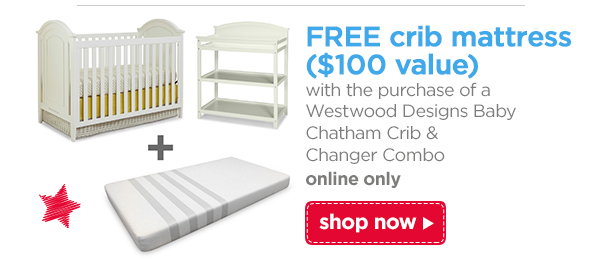 FREE crib mattress
($100 value)
with the purchase of a
Westwood Designs Baby
Chatham Crib &
Changer Combo
online only
shop now